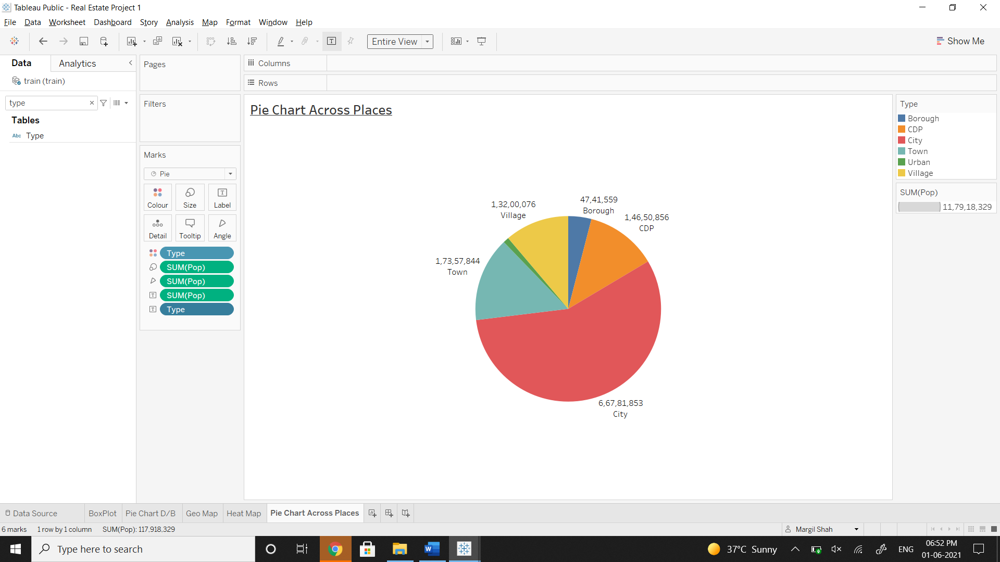 Tableau Public - Real Estate Project 1
File Data Worksheet Dashboard Story Analysis Map Format Window Help
Entire View
Show Me
Data Analytics
train (train)
type
Tables
Abc Type
Pages
Filters
Marks
Pie
Colour Size Label
Detail Tooltip Angle
Type
SUM(Pop)
SUM(Pop)
SUM(Pop)
Type
Columns
Rows
Pie Chart Across Places
1,32,00,076
Village
47,41,559
Borough
1,46,50,856
CDP
1,73,57,844
Town
6,67,81,853
City
Type
Borough
CDP
City
Town
Urban
Village
SUM(Pop)
11,79,18,329
Data Source BoxPlot Pie Chart D/B Geo Map Heat Map Pie Chart Across Places
6 marks 1 row by 1 column SUM(Pop): 117,918,329
Margil Shah
Type here to search
37°C Sunny
ENG
06:52 PM
01-06-2021